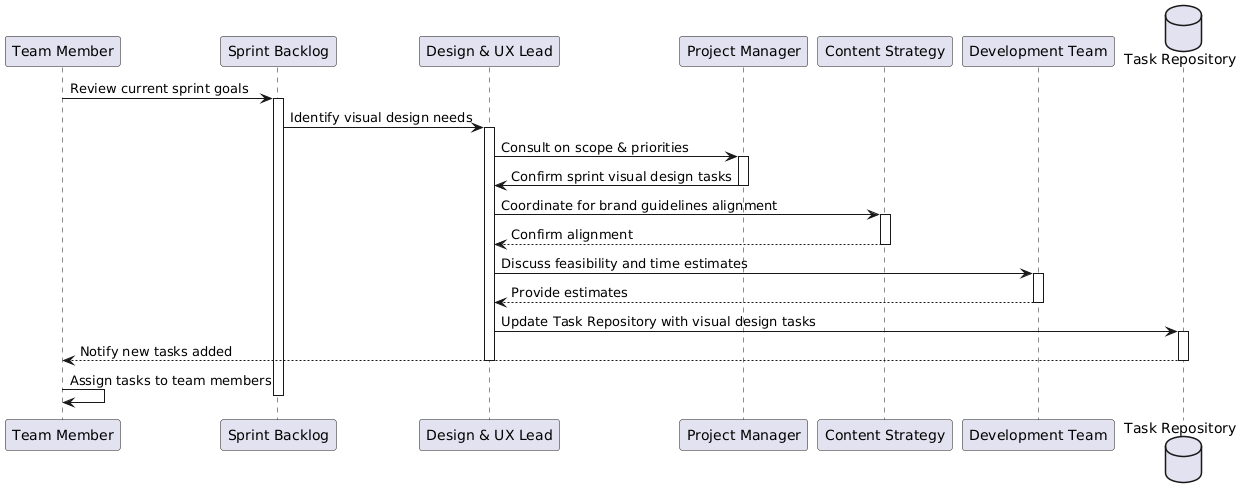 Team Member
Sprint Backlog
Design & UX Lead
Project Manager
Content Strategy
Development Team
Task Repository
Review current sprint goals
Identify visual design needs
Consult on scope & priorities
Confirm sprint visual design tasks
Coordinate for brand guidelines alignment
Confirm alignment
Discuss feasibility and time estimates
Provide estimates
Update Task Repository with visual design tasks
Notify new tasks added
Assign tasks to team members
Team Member
Sprint Backlog
Design & UX Lead
Project Manager
Content Strategy
Development Team
Task Repository